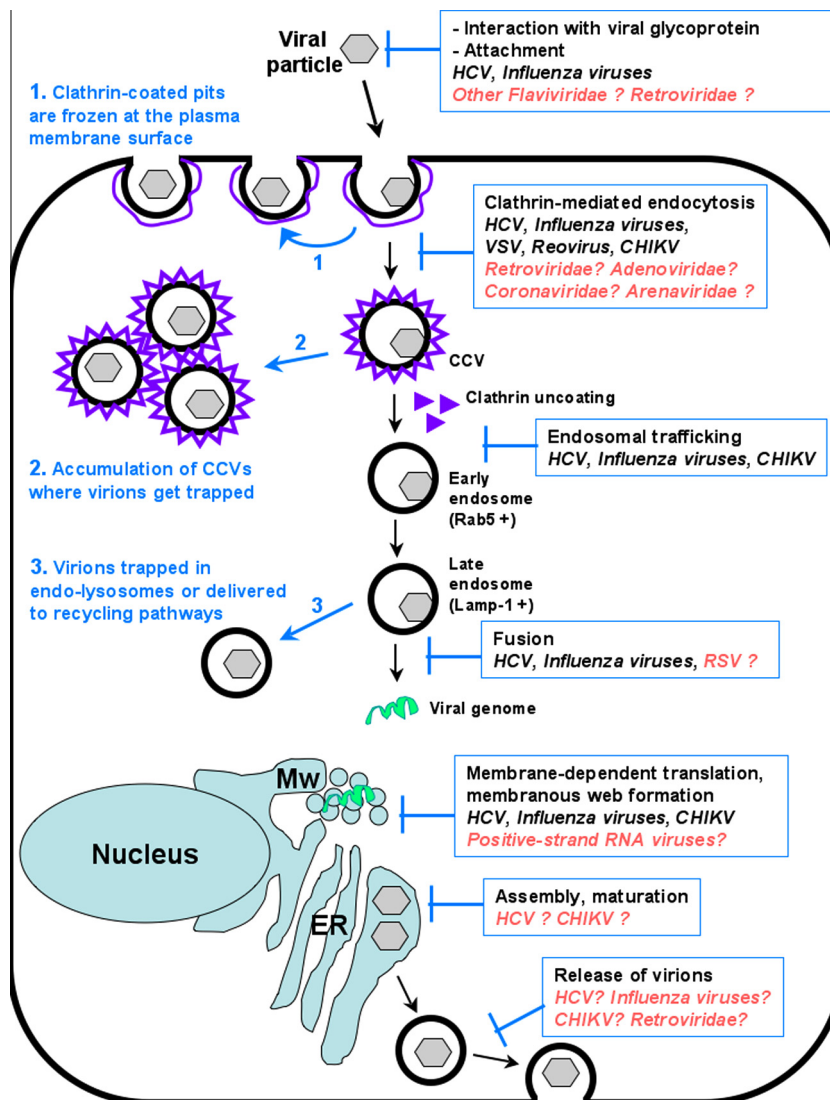 Viral
particle
- Interaction with viral glycoprotein
- Attachment
HCV, Influenza viruses
Other Flaviviridae ? Retroviridae ?
1. Clathrin-coated pits
are frozen at the plasma
membrane surface
Clathrin-mediated endocytosis
HCV, Influenza viruses,
VSV, Reovirus, CHIKV
Retroviridae? Adenoviridae?
Coronaviridae? Arenaviridae ?
1
2
CCV
Clathrin uncoating
Endosomal trafficking
HCV, Influenza viruses, CHIKV
2. Accumulation of CCVs
where virions get trapped
Early
endosome
(Rab5 +)
3. Virions trapped in
endo-lysosomes or delivered
to recycling pathways
3
Late
endosome
(Lamp-1 +)
Fusion
HCV, Influenza viruses, RSV ?
Viral genome
Mw
Membrane-dependent translation,
membranous web formation
HCV, Influenza viruses, CHIKV
Positive-strand RNA viruses?
Nucleus
ER
Assembly, maturation
HCV ? CHIKV ?
Release of virions
HCV? Influenza viruses?
CHIKV? Retroviridae?